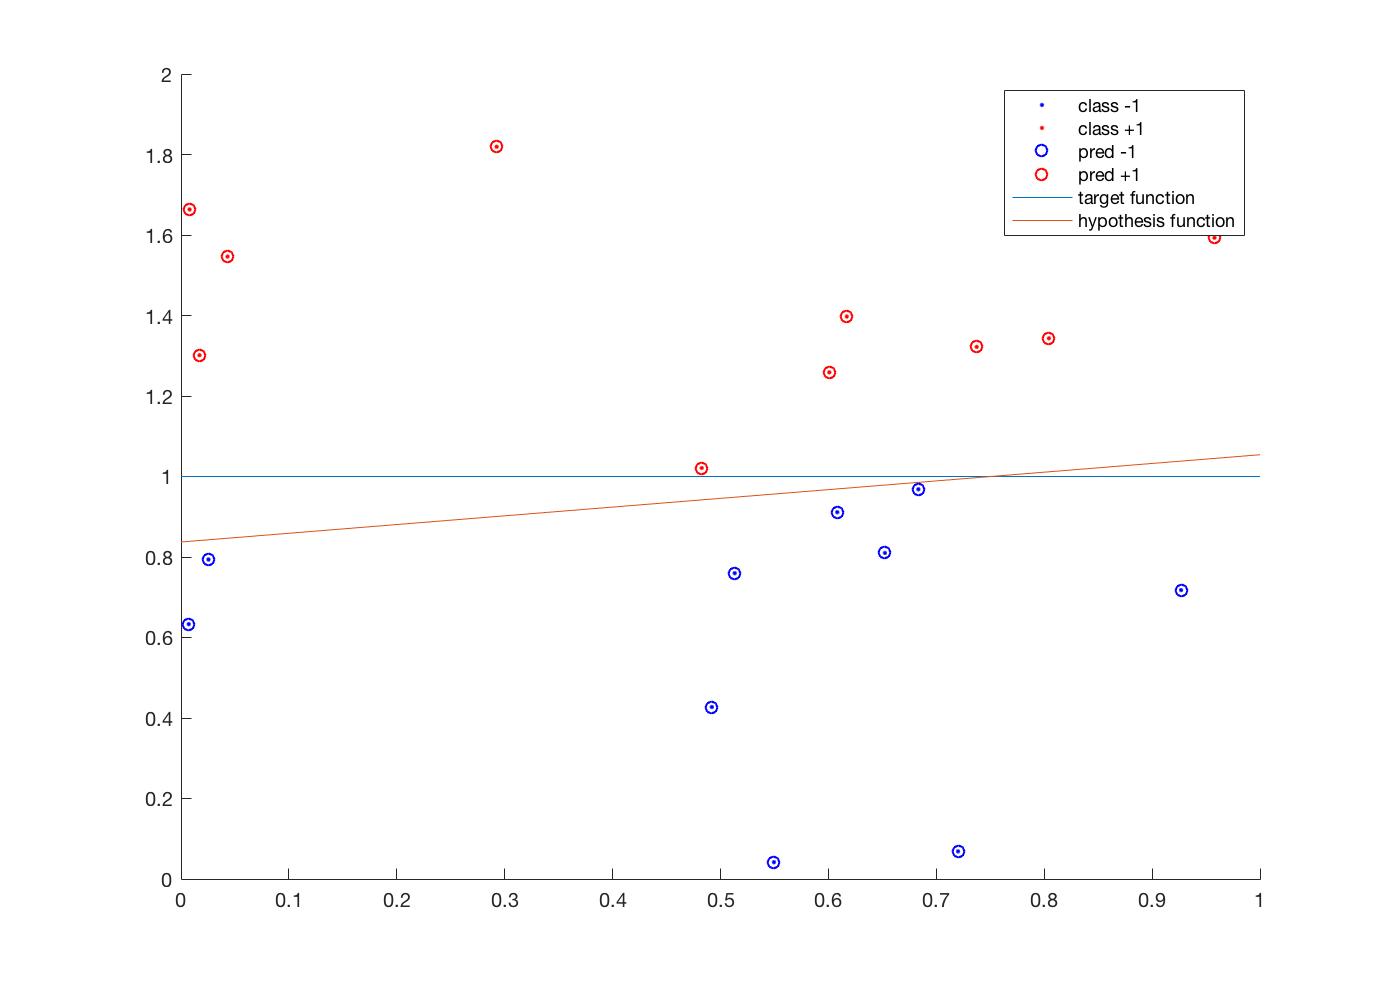 2
1.8
1.6
1.4
1.2
1
0.8
0.6
0.4
0.2
0
0 0.1 0.2 0.3 0.4 0.5 0.6 0.7 0.8 0.9 1
class -1
class +1
pred -1
pred +1
target function
hypothesis function